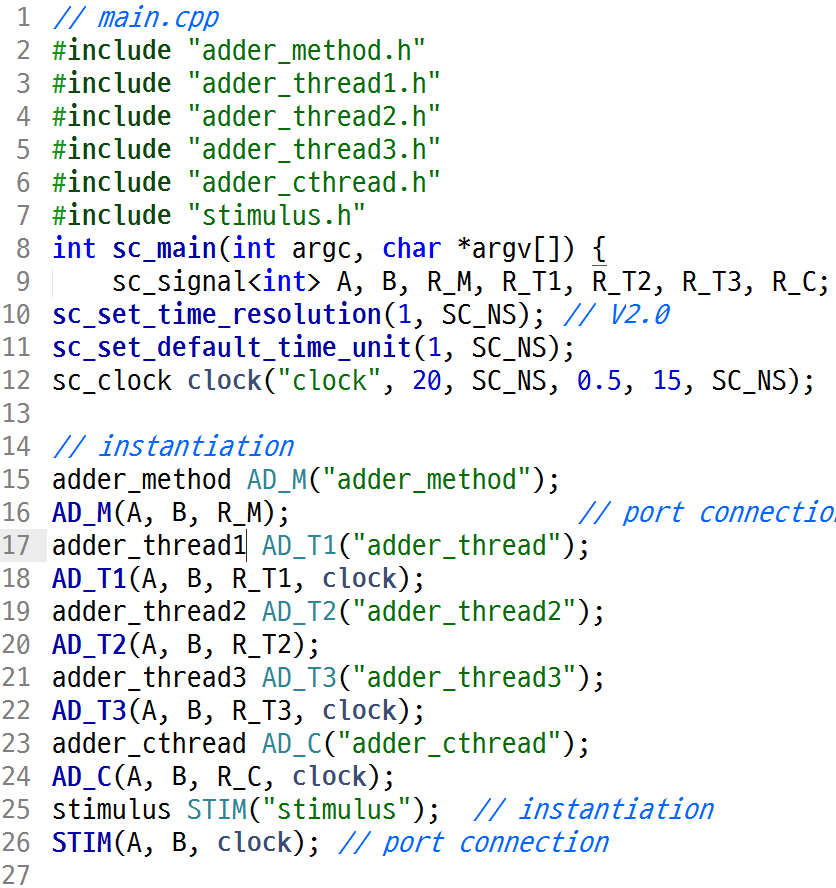 1 // main.cpp
2 #include "adder_method.h"
3 #include "adder_thread1.h"
4 #include "adder_thread2.h"
5 #include "adder_thread3.h"
6 #include "adder_cthread.h"
7 #include "stimulus.h"
8 int sc_main(int argc, char *argv[]) {
9 sc_signal<int> A, B, R_M, R_T1, R_T2, R_T3, R_C;
10 sc_set_time_resolution(1, SC_NS); // V2.0
11 sc_set_default_time_unit(1, SC_NS);
12 sc_clock clock("clock", 20, SC_NS, 0.5, 15, SC_NS);
13
14 // instantiation
15 adder_method AD_M("adder_method");
16 AD_M(A, B, R_M); // port connectio
17 adder_thread1 AD_T1("adder_thread");
18 AD_T1(A, B, R_T1, clock);
19 adder_thread2 AD_T2("adder_thread2");
20 AD_T2(A, B, R_T2);
21 adder_thread3 AD_T3("adder_thread3");
22 AD_T3(A, B, R_T3, clock);
23 adder_cthread AD_C("adder_cthread");
24 AD_C(A, B, R_C, clock);
25 stimulus STIM("stimulus"); // instantiation
26 STIM(A, B, clock); // port connection
27